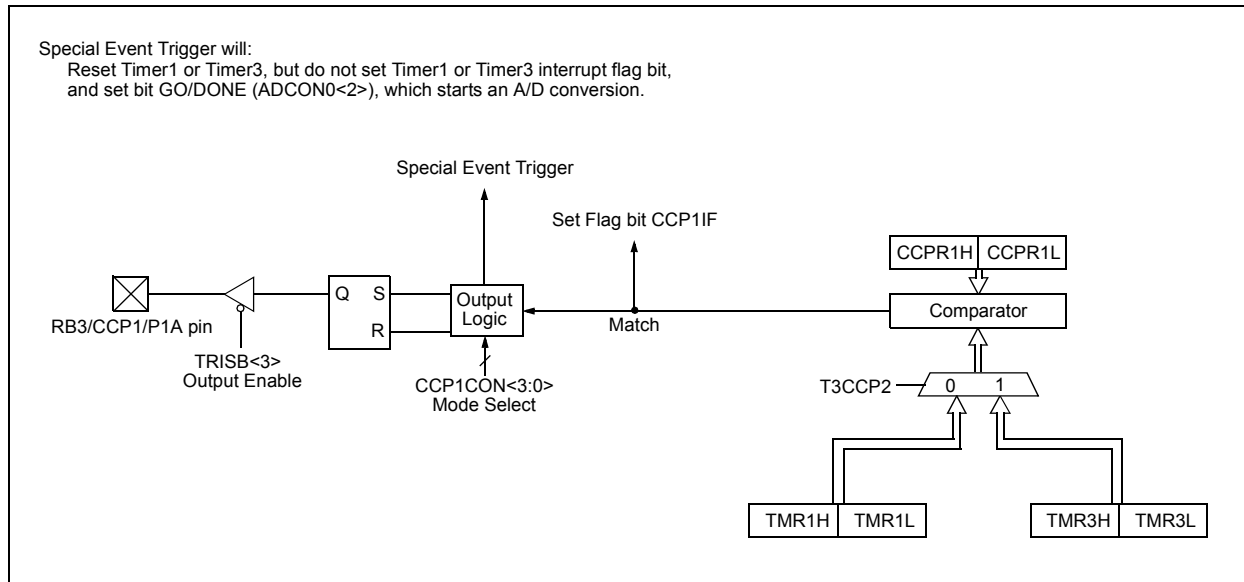 Special Event Trigger will:
Reset Timer1 or Timer3, but do not set Timer1 or Timer3 interrupt flag bit,
and set bit GO/DONE (ADCON0<2>), which starts an A/D conversion.
Special Event Trigger
Set Flag bit CCP1IF
CCPR1H CCPR1L
Q S
R
Output
Logic
Comparator
Match
RB3/CCP1/P1A pin
TRISB<3>
Output Enable
CCP1CON<3:0>
Mode Select
T3CCP2
0 1
TMR1H TMR1L
TMR3H TMR3L